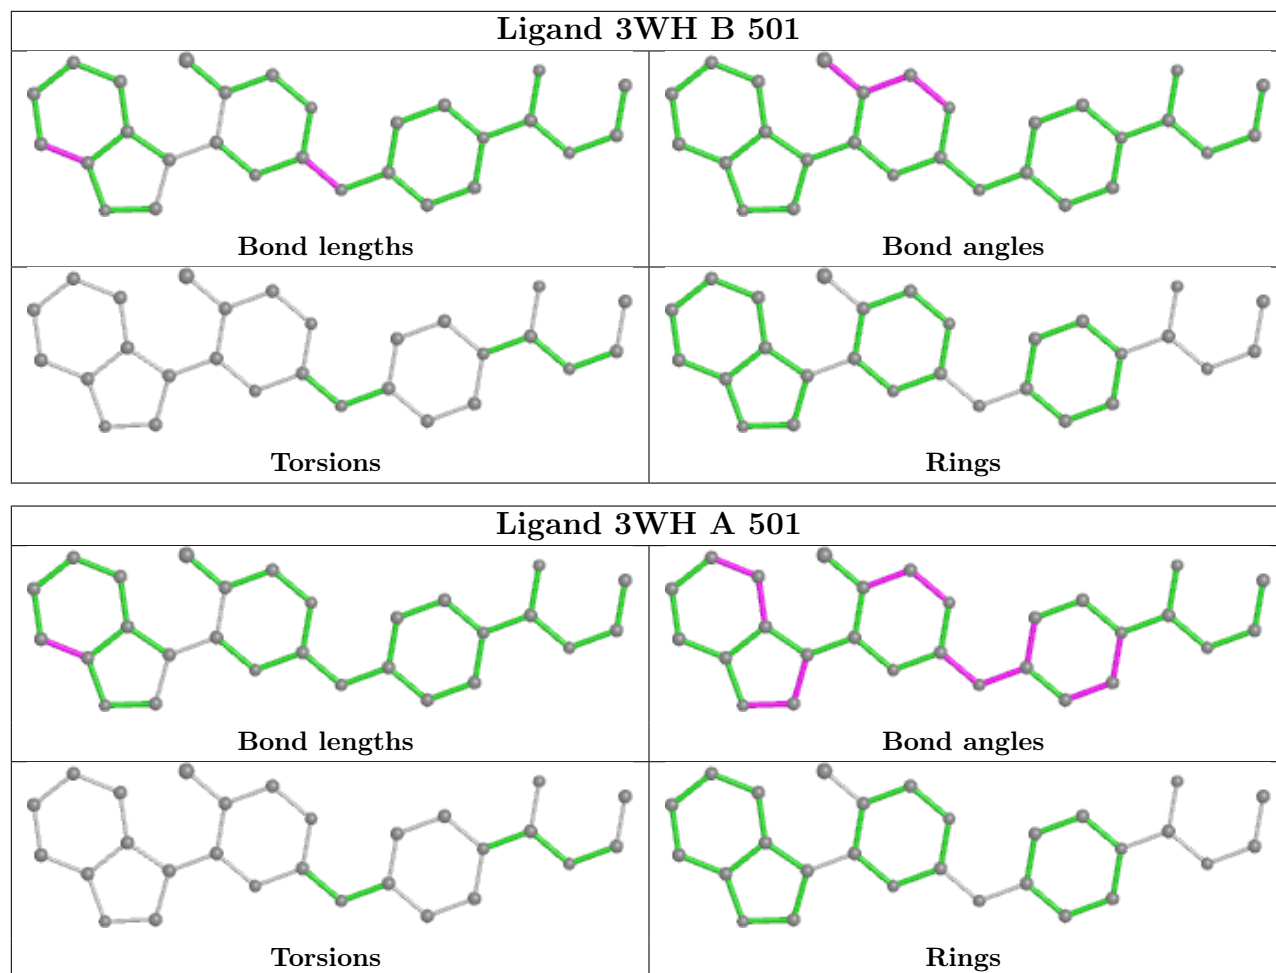 Ligand 3WH B 501
Bond lengths
Bond angles
Torsions
Rings
Ligand 3WH A 501
Bond lengths
Bond angles
Torsions
Rings